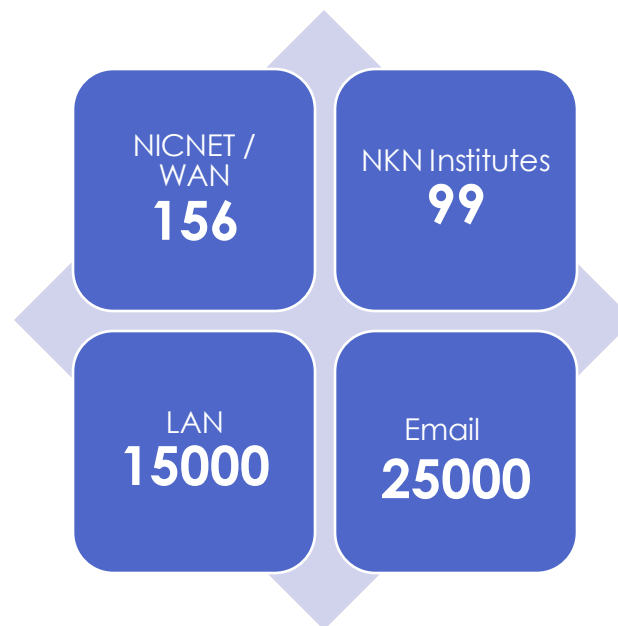 NICNET /
WAN
156
NKN Institutes
99
LAN
15000
Email
25000